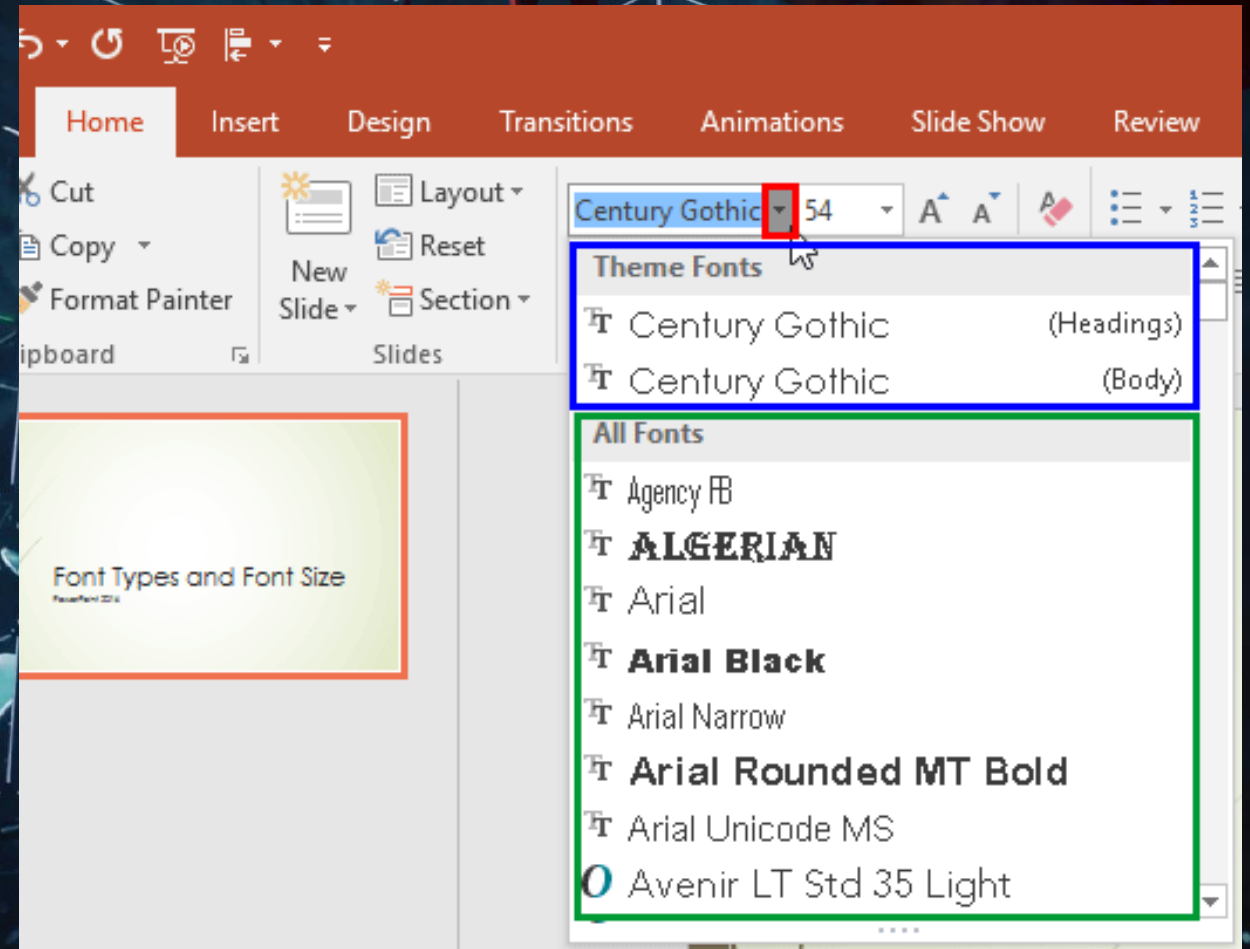 Home Insert Design Transitions Animations Slide Show Review
Cut
Copy
Format Painter
ipboard
New
Slide
Layout
Reset
Section
Slides
Century Gothic 54
Theme Fonts
Century Gothic (Headings)
Century Gothic (Body)
All Fonts
Agency FB
ALGERIAN
Arial
Arial Black
Arial Narrow
Arial Rounded MT Bold
Arial Unicode MS
Avenir LT Std 35 Light
Font Types and Font Size